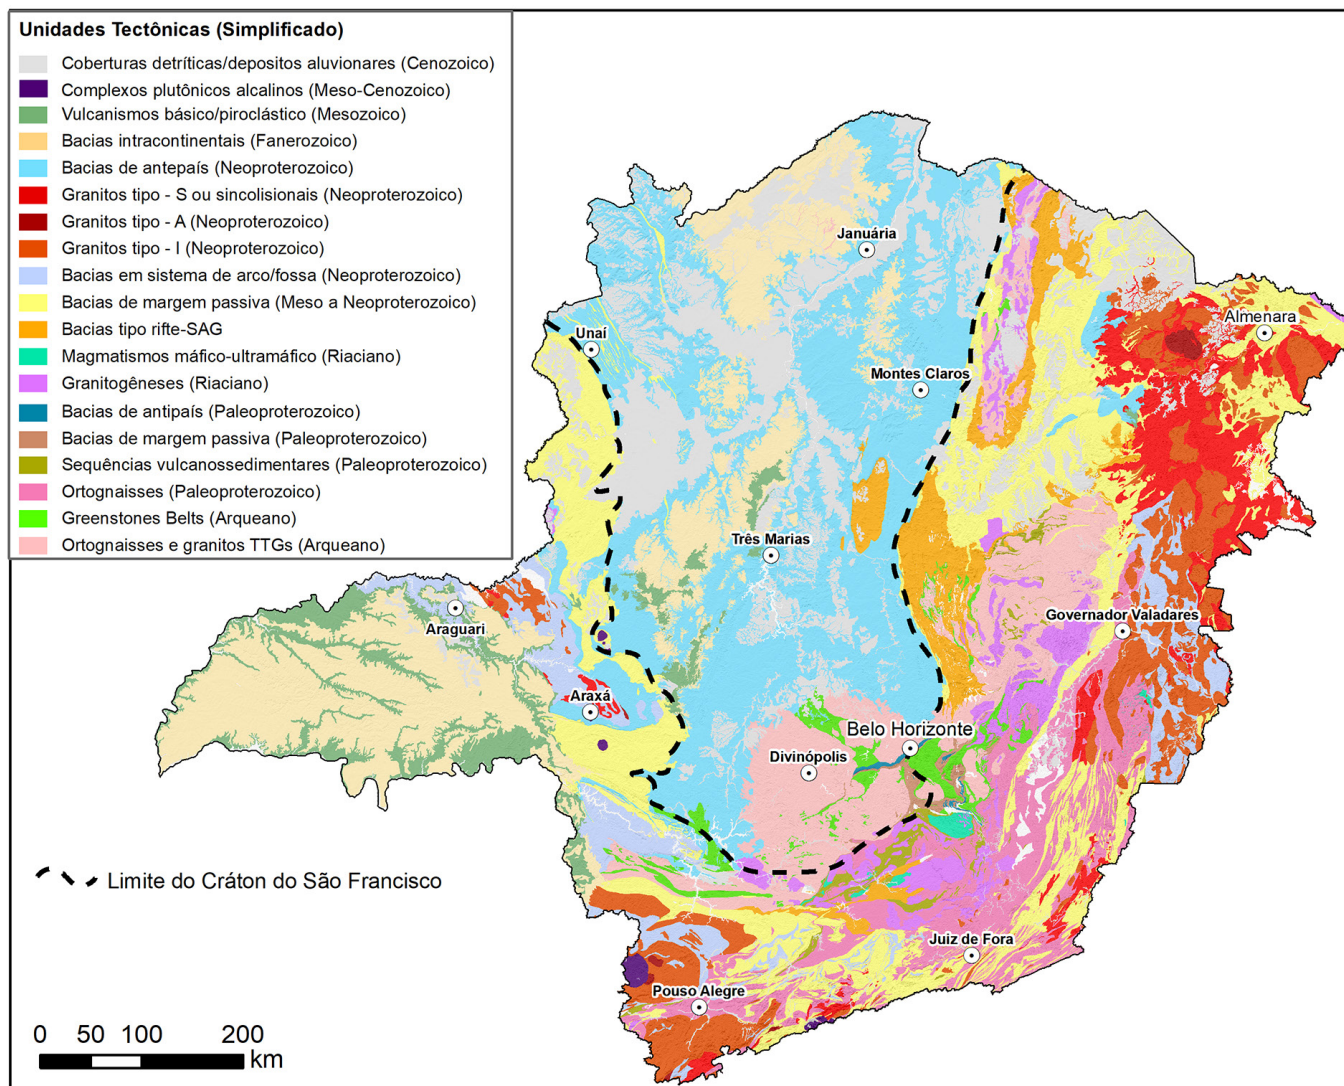 Unidades Tectônicas (Simplificado)
Coberturas detríticas/depositos aluvionares (Cenozoico)
Complexos plutônicos alcalinos (Meso-Cenozoico)
Vulcanismos básico/piroclástico (Mesozoico)
Bacias intracontinentais (Fanerozoico)
Bacias de antepaís (Neoproterozoico)
Granitos tipo - S ou sincolisionais (Neoproterozoico)
Granitos tipo - A (Neoproterozoico)
Granitos tipo - I (Neoproterozoico)
Bacias em sistema de arco/fossa (Neoproterozoico)
Bacias de margem passiva (Meso a Neoproterozoico)
Bacias tipo rifte-SAG
Magmatismos máfico-ultramáfico (Riaciano)
Granitogêneses (Riaciano)
Bacias de antipaís (Paleoproterozoico)
Bacias de margem passiva (Paleoproterozoico)
Sequências vulcanossedimentares (Paleoproterozoico)
Ortognaisses (Paleoproterozoico)
Greenstones Belts (Arqueano)
Ortognaisses e granitos TTGs (Arqueano)
Januária
Almenara
Unaí
Montes Claros
Três Marias
Governador Valadares
Araguari
Araxá
Belo Horizonte
Divinópolis
Limite do Cráton do São Francisco
Juiz de Fora
Pouso Alegre
0 50 100 200
km